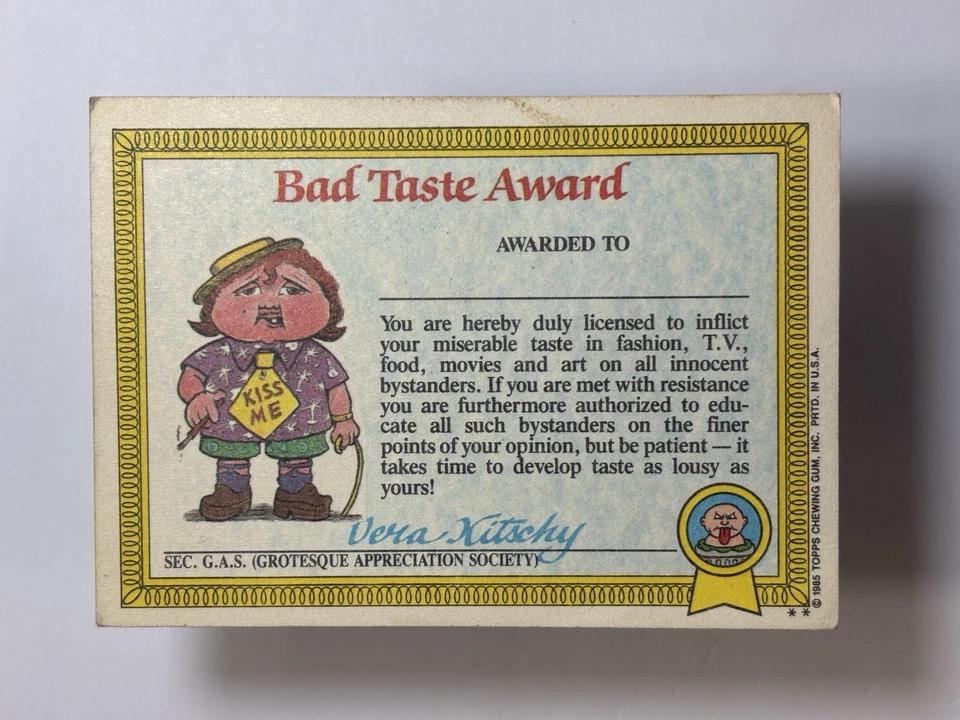 Bad Taste Award
AWARDED TO
You are hereby duly licensed to inflict
your miserable taste in fashion, T.V.,
food, movies and art on all innocent
bystanders. If you are met with resistance
you are furthermore authorized to edu-
cate all such bystanders on the finer
points of your opinion, but be patient — it
takes time to develop taste as lousy as
yours!
KISS
ME
Vera Kitschy
SEC. G.A.S. (GROTESQUE APPRECIATION SOCIETY)
** © 1985 TOPPS CHEWING GUM, INC. PRTD. IN U.S.A.